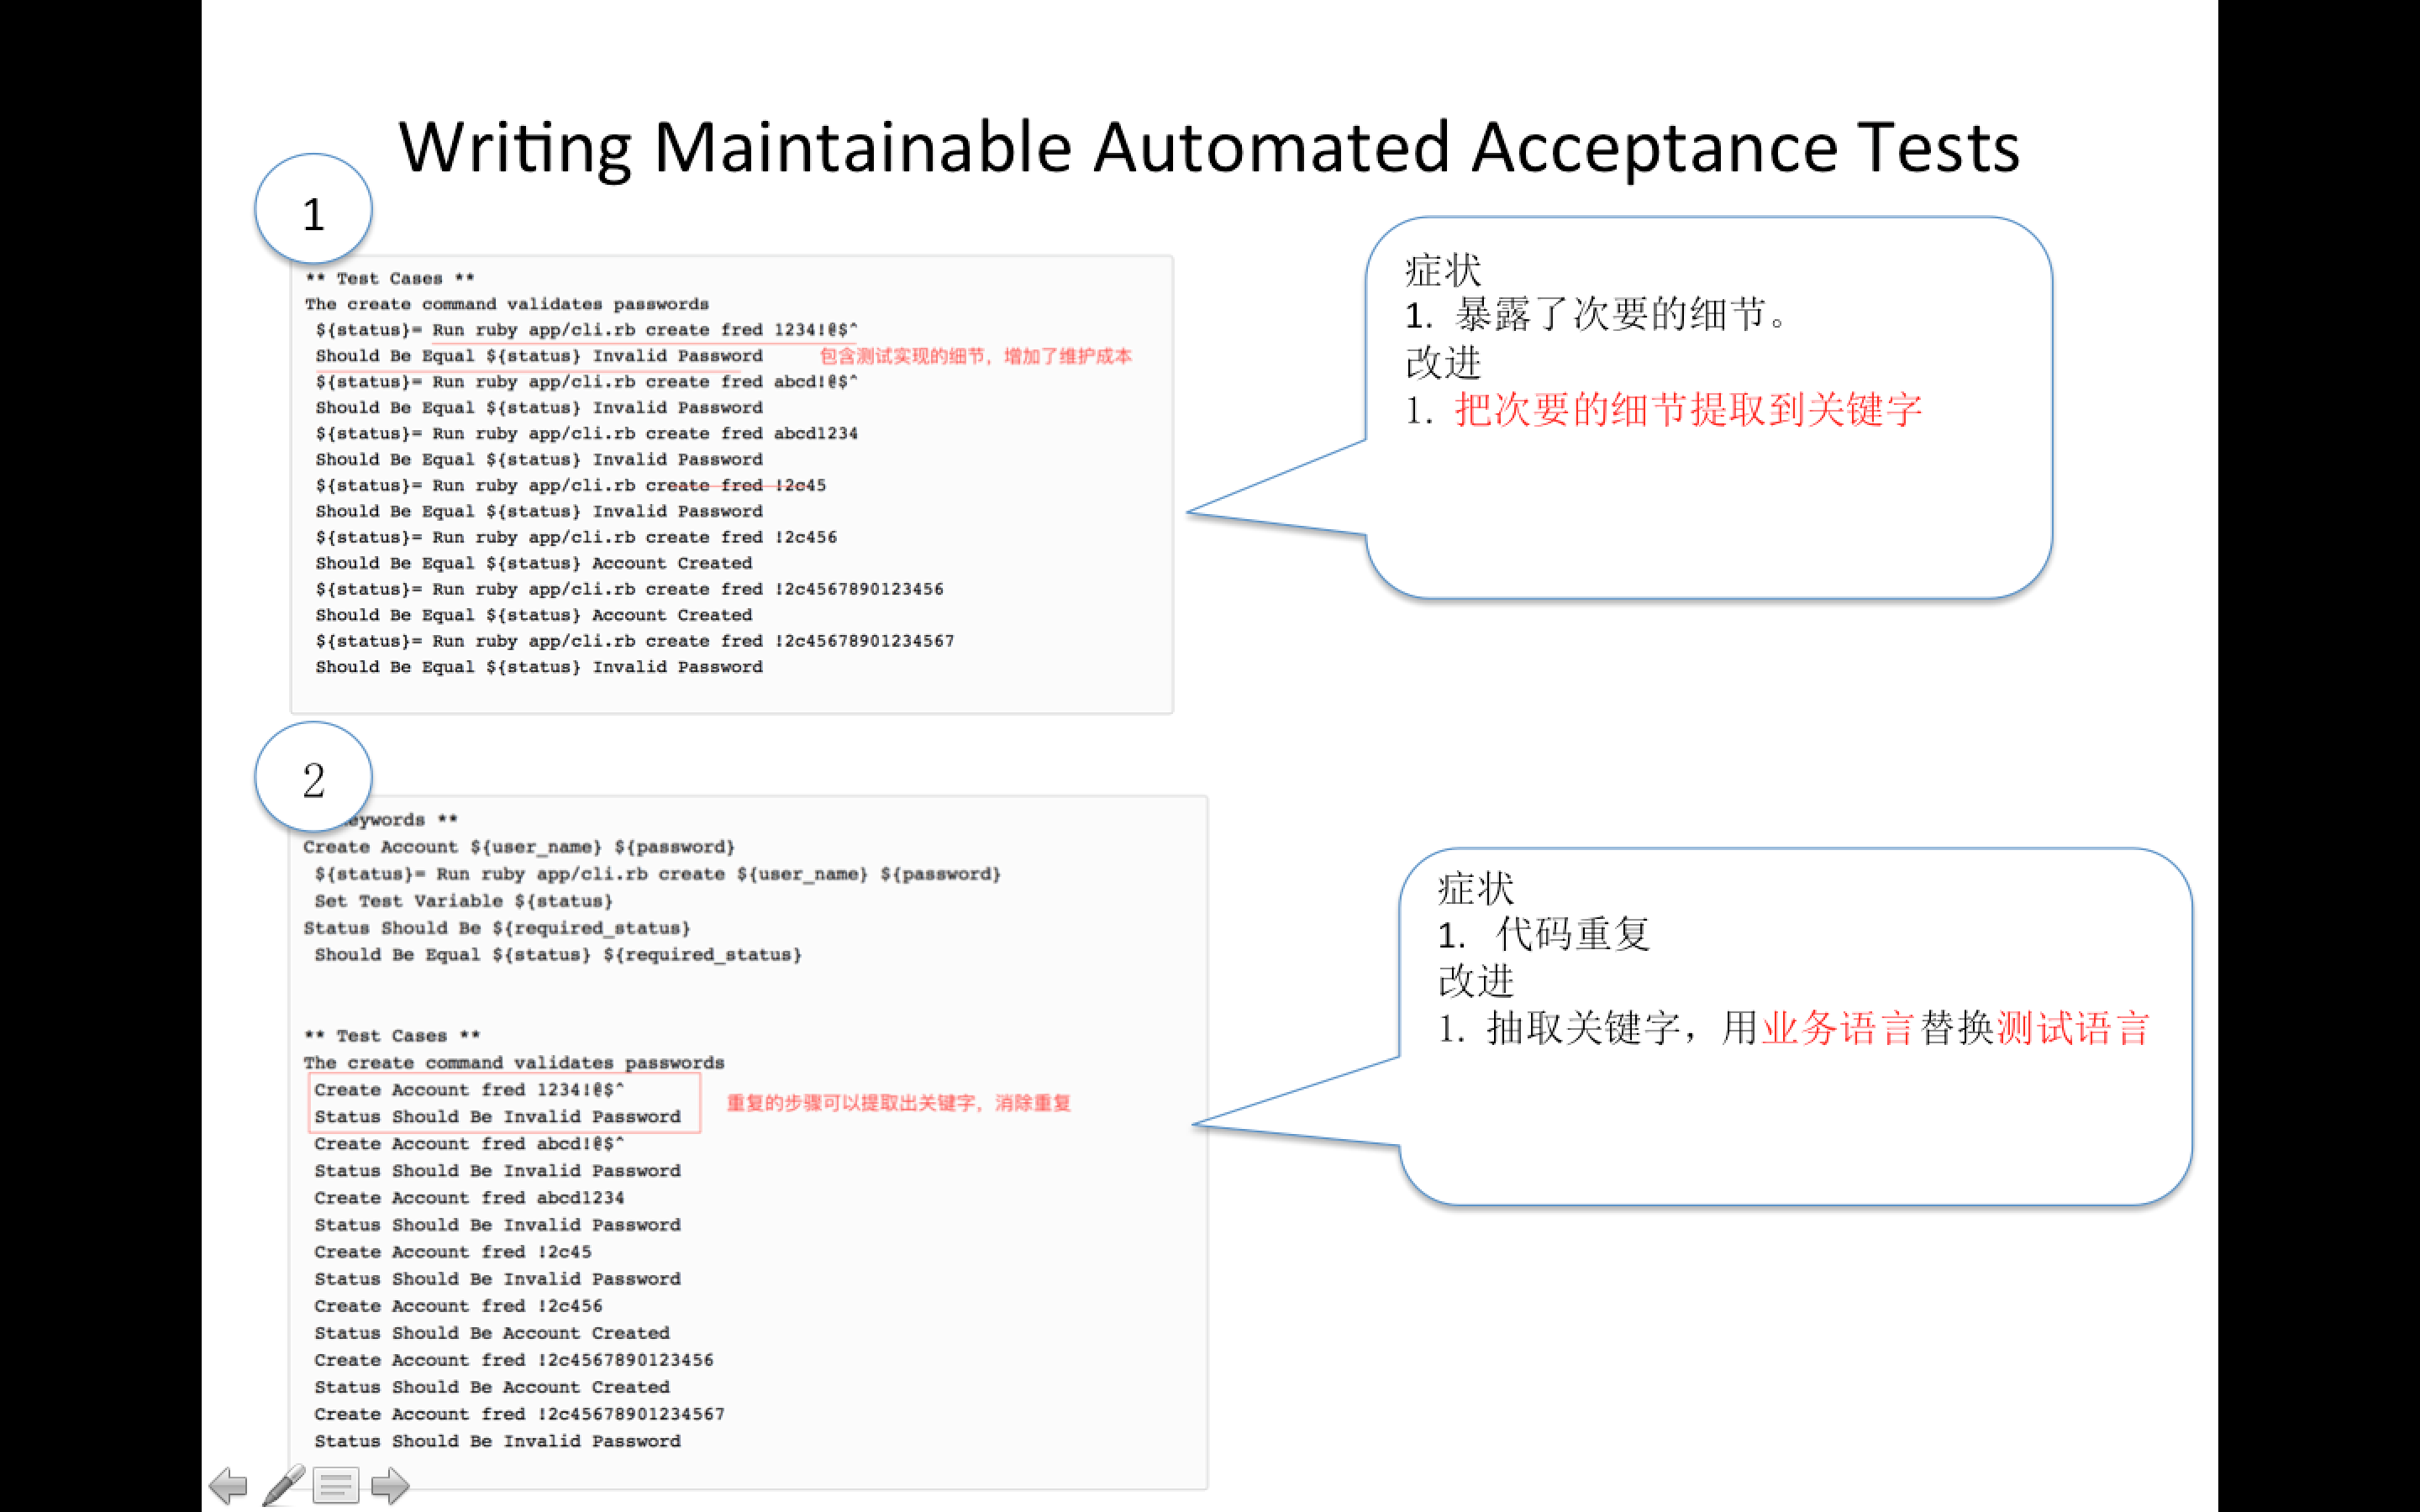 Writing Maintainable Automated Acceptance Tests
1
** Test Cases **
The create command validates passwords
${status}= Run ruby app/cli.rb create fred 1234!@$^
Should Be Equal ${status} Invalid Password
包含测试实现的细节，增加了维护成本
${status}= Run ruby app/cli.rb create fred abcd!@$^
Should Be Equal ${status} Invalid Password
${status}= Run ruby app/cli.rb create fred abcd1234
Should Be Equal ${status} Invalid Password
${status}= Run ruby app/cli.rb create fred !2c45
Should Be Equal ${status} Invalid Password
${status}= Run ruby app/cli.rb create fred !2c456
Should Be Equal ${status} Account Created
${status}= Run ruby app/cli.rb create fred !2c4567890123456
Should Be Equal ${status} Account Created
${status}= Run ruby app/cli.rb create fred !2c45678901234567
Should Be Equal ${status} Invalid Password
症状
1. 暴露了次要的细节。
改进
1. 把次要的细节提取到关键字
2
eywords **
Create Account ${user_name} ${password}
${status}= Run ruby app/cli.rb create ${user_name} ${password}
Set Test Variable ${status}
Status Should Be ${required_status}
Should Be Equal ${status} ${required_status}
** Test Cases **
The create command validates passwords
Create Account fred 1234!@$^
Status Should Be Invalid Password
重复的步骤可以提取出关键字，消除重复
Create Account fred abcd!@$^
Status Should Be Invalid Password
Create Account fred abcd1234
Status Should Be Invalid Password
Create Account fred !2c45
Status Should Be Invalid Password
Create Account fred !2c456
Status Should Be Account Created
Create Account fred !2c4567890123456
Status Should Be Account Created
Create Account fred !2c45678901234567
Status Should Be Invalid Password
症状
1. 代码重复
改进
1. 抽取关键字，用业务语言替换测试语言